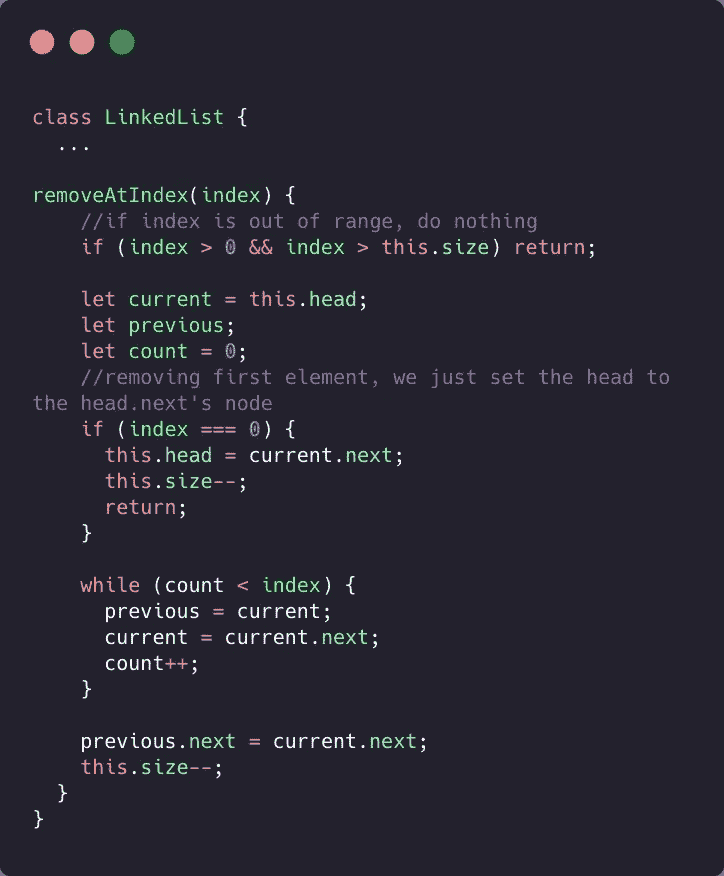 class LinkedList {
  ...

removeAtIndex(index) {
    //if index is out of range, do nothing
    if (index > 0 && index > this.size) return;

    let current = this.head;
    let previous;
    let count = 0;
    //removing first element, we just set the head to
the head.next's node
    if (index === 0) {
      this.head = current.next;
      this.size--;
      return;
    }

    while (count < index) {
      previous = current;
      current = current.next;
      count++;
    }

    previous.next = current.next;
    this.size--;
  }
}